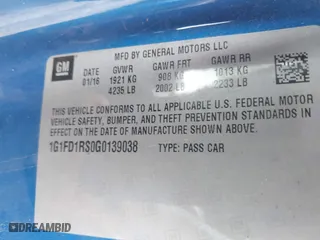 GM
MFD BY GENERAL MOTORS LLC
DATE GVWR GAWR FRT GAWR RR
01/16 1921 KG 908 KG 1013 KG
4235 LB 2002 LB 2233 LB
THIS VEHICLE CONFORMS TO ALL APPLICABLE U.S. FEDERAL MOTOR
VEHICLE SAFETY, BUMPER, AND THEFT PREVENTION STANDARDS IN
EFFECT ON THE DATE OF MANUFACTURE SHOWN ABOVE.
1G1FD1RS0G0139038 TYPE: PASS CAR
DEALERSHIP AUCTIONS